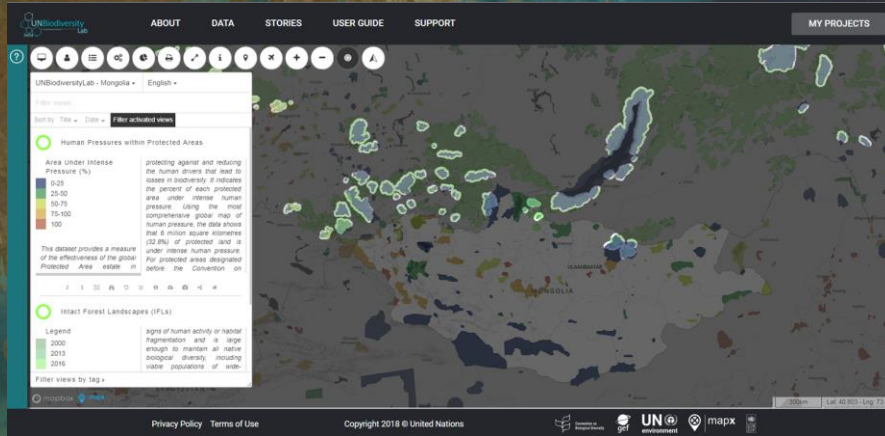 UNBiodiversity
Lab
ABOUT
DATA
STORIES
USER GUIDE
SUPPORT
MY PROJECTS
UNBiodiversityLab - Mongolia
English
Filter views
Sort by Title Date Filter activated views
Human Pressures within Protected Areas
Area Under Intense
Pressure (%)
0-25
25-50
50-75
75-100
100
This dataset provides a measure
of the effectiveness of the global
Protected Area estate in
protecting against and reducing
the human drivers that lead to
losses in biodiversity. It indicates
the percent of each protected
area under intense human
pressure. Using the most
comprehensive global map of
human pressure, the data shows
that 6 million square kilometres
(32.8%) of protected land is
under intense human pressure.
For protected areas designated
before the Convention on
Intact Forest Landscapes (IFLs)
Legend
2000
2013
2016
signs of human activity or habitat
fragmentation and is large
enough to maintain all native
biological diversity, including
viable populations of wide-
Filter views by tag
mapbox mapx
ULAANBAATAR
MONGOLIA
300km
Privacy Policy
Terms of Use
Copyright 2018 © United Nations
Convention on
Biological Diversity
gef
UN
environment
mapx